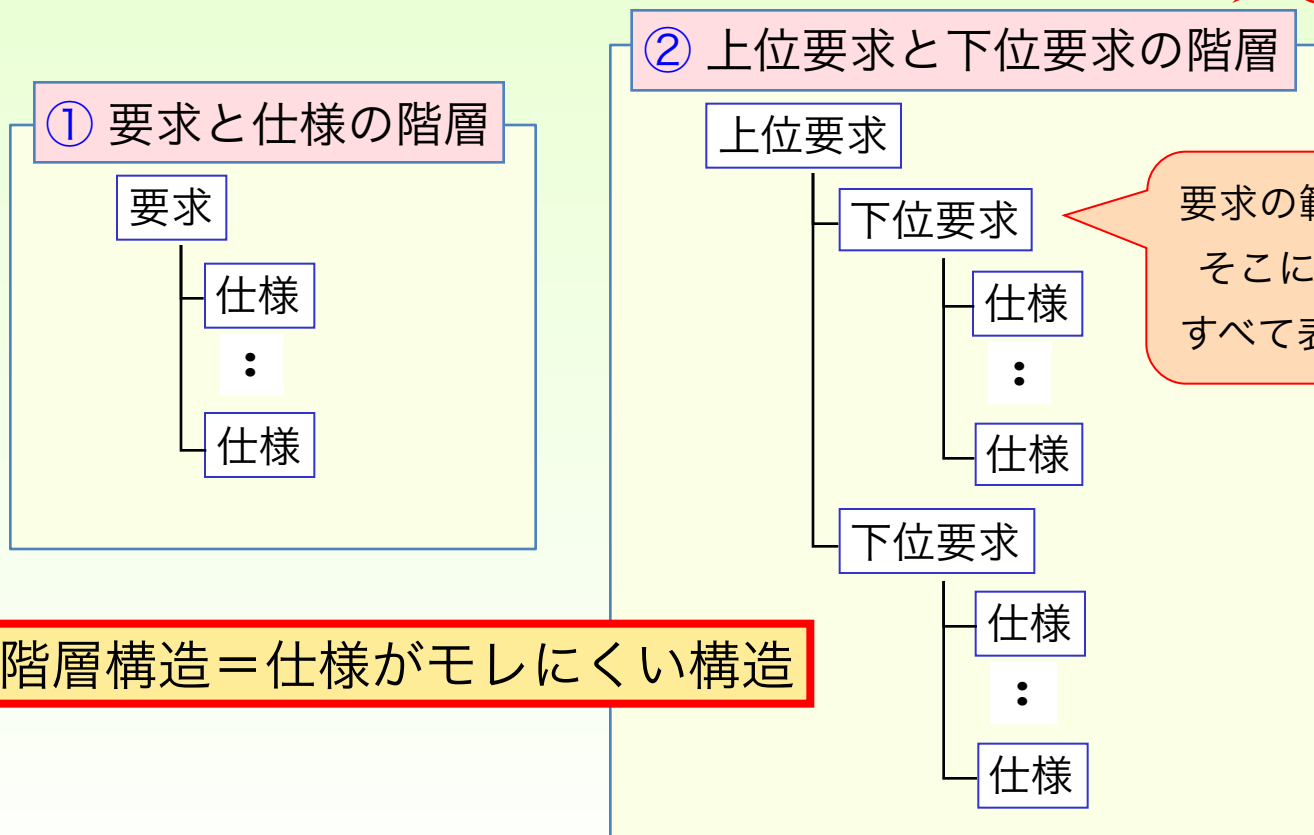 ① 要求と仕様の階層
要求
仕様
:
仕様
② 上位要求と下位要求の階層
上位要求
下位要求
仕様
:
仕様
下位要求
仕様
:
仕様
要求の
そこに
すべて
階層構造＝仕様がモレにくい構造